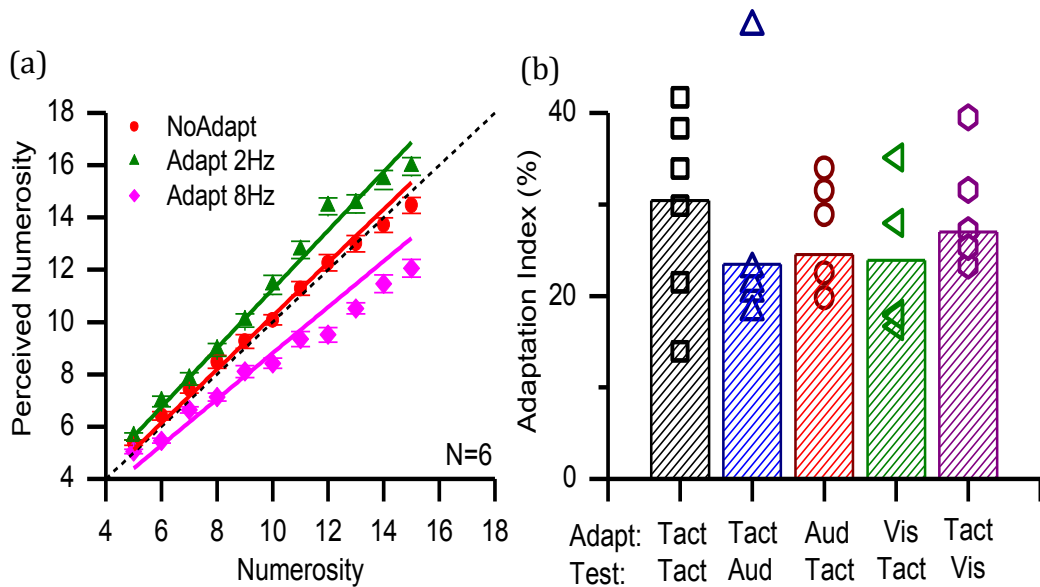 (a)
(b)
Perceived Numerosity
18
16
14
12
10
8
6
4
NoAdapt
Adapt 2Hz
Adapt 8Hz
N=6
4 6 8 10 12 14 16 18
Numerosity
Adaptation Index (%)
40
20
0
Adapt: Tact Tact Aud Vis Tact
Test: Tact Aud Tact Tact Vis